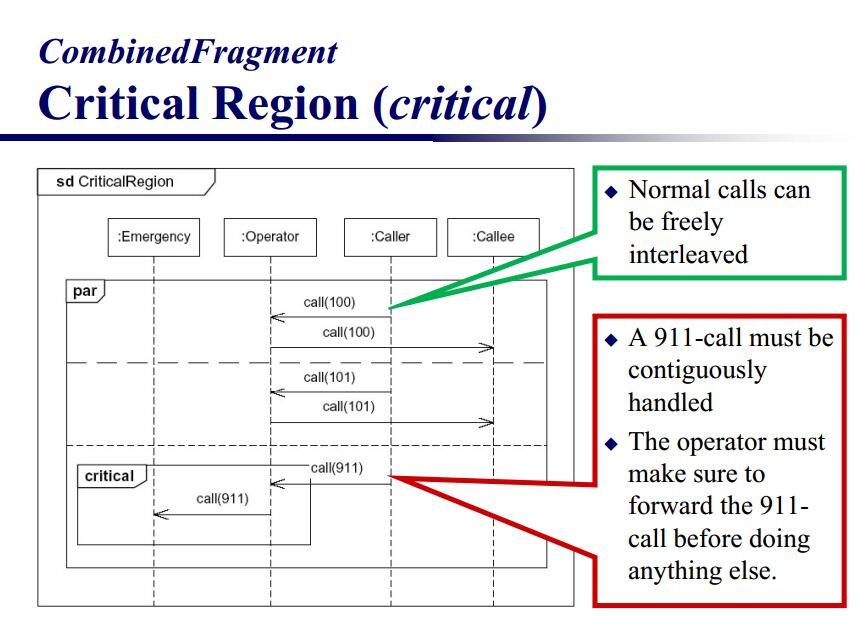 CombinedFragment
Critical Region (critical)
sd CriticalRegion
:Emergency
:Operator
:Caller
:Callee
par
call(100)
call(100)
call(101)
call(101)
critical
call(911)
call(911)
Normal calls can
be freely
interleaved
A 911-call must be
contiguously
handled
The operator must
make sure to
forward the 911-
call before doing
anything else.